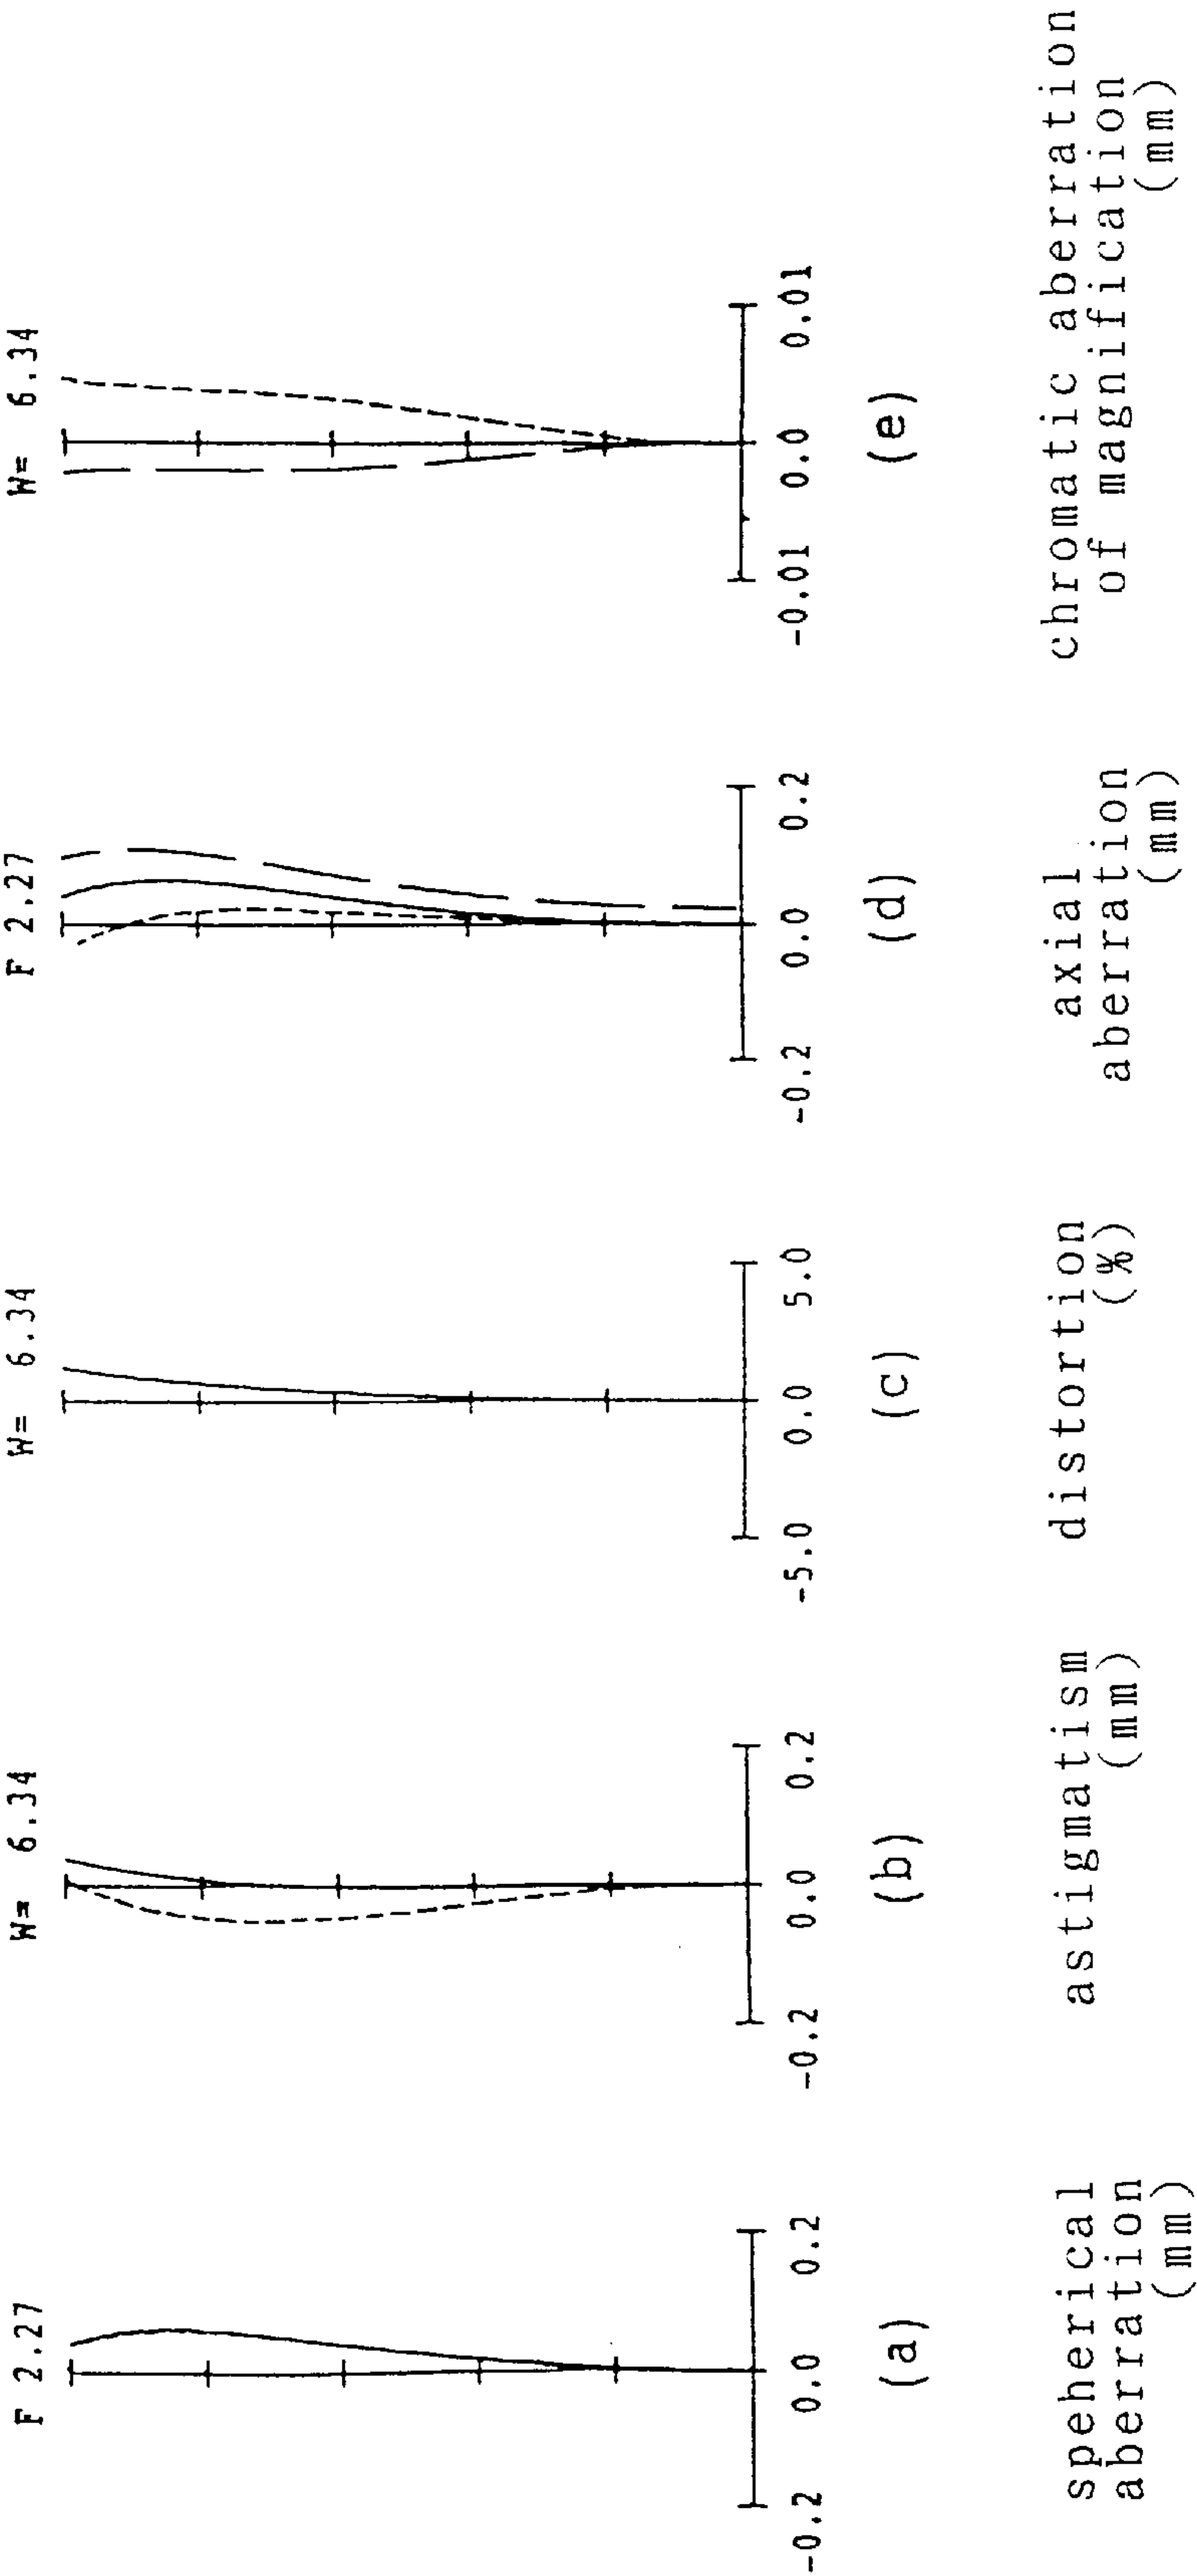 F 2.27
-0.2 0.0 0.2
(a)
speherical
aberration
(mm)
W= 6.34
-0.2 0.0 0.2
(b)
astigmatism
(mm)
W= 6.34
-5.0 0.0 5.0
(c)
distortion
(%)
F 2.27
-0.2 0.0 0.2
(d)
axial
aberration
(mm)
W= 6.34
-0.01 0.0 0.01
(e)
chromatic aberration
of magnification
(mm)